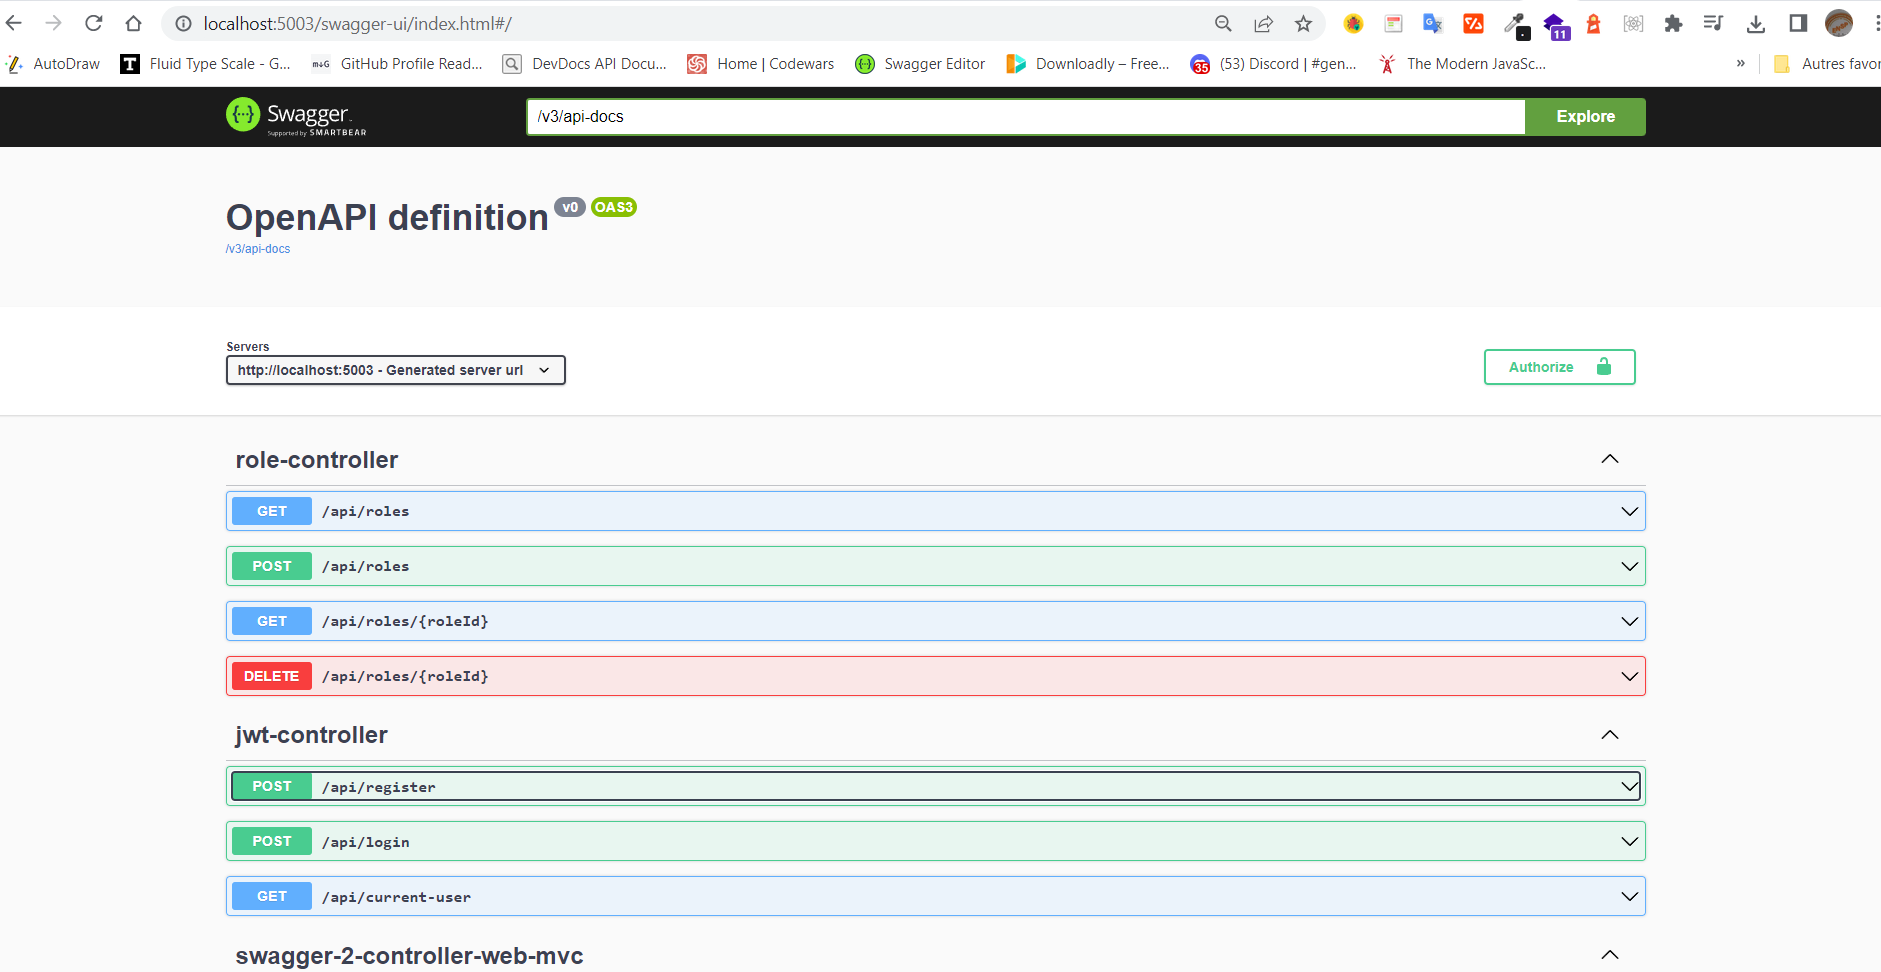 localhost:5003/swagger-ui/index.html#/
11
AutoDraw
T
Fluid Type Scale - G...
GitHub Profile Read...
DevDocs API Docu...
Home | Codewars
Swagger Editor
Downloadly – Free...
35
(53) Discord | #gen...
The Modern JavaSc...
»
Autres favor
{··}
Swagger
Supported by SMARTBEAR
/v3/api-docs
Explore
OpenAPI definition v0 OAS3
/v3/api-docs
Servers
http://localhost:5003 - Generated server url
Authorize
role-controller
GET /api/roles
POST /api/roles
GET /api/roles/{roleId}
DELETE /api/roles/{roleId}
jwt-controller
POST /api/register
POST /api/login
GET /api/current-user
swagger-2-controller-web-mvc